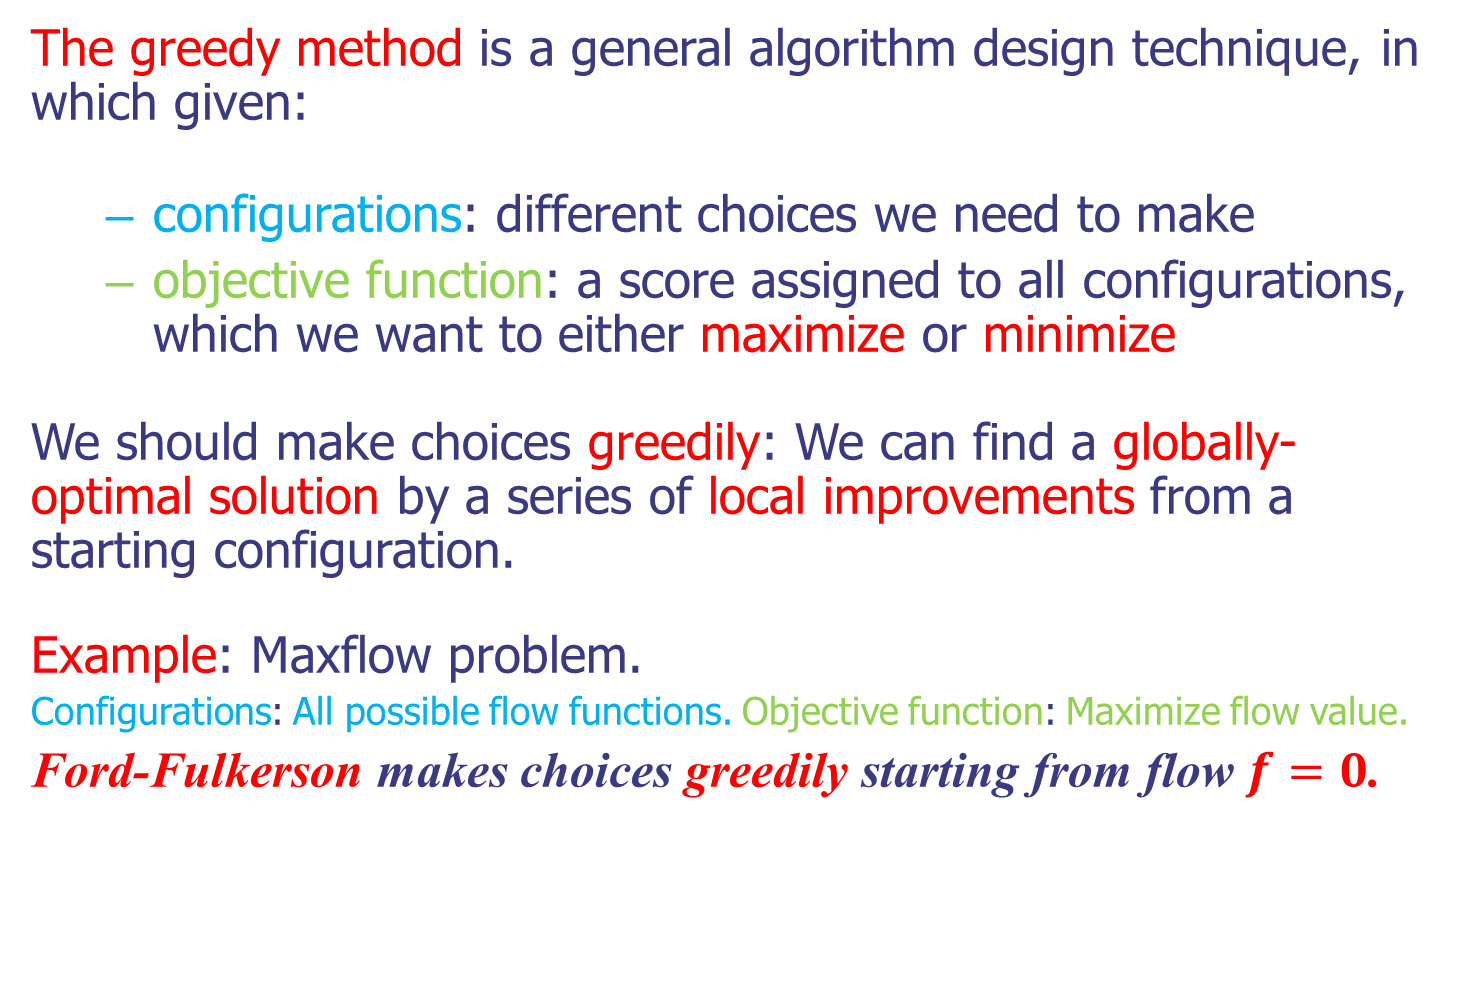 The greedy method is a general algorithm design technique, in
which given:
– configurations: different choices we need to make
– objective function: a score assigned to all configurations,
which we want to either maximize or minimize
We should make choices greedily: We can find a globally-
optimal solution by a series of local improvements from a
starting configuration.
Example: Maxflow problem.
Configurations: All possible flow functions. Objective function: Maximize flow value.
Ford-Fulkerson makes choices greedily starting from flow f = 0.